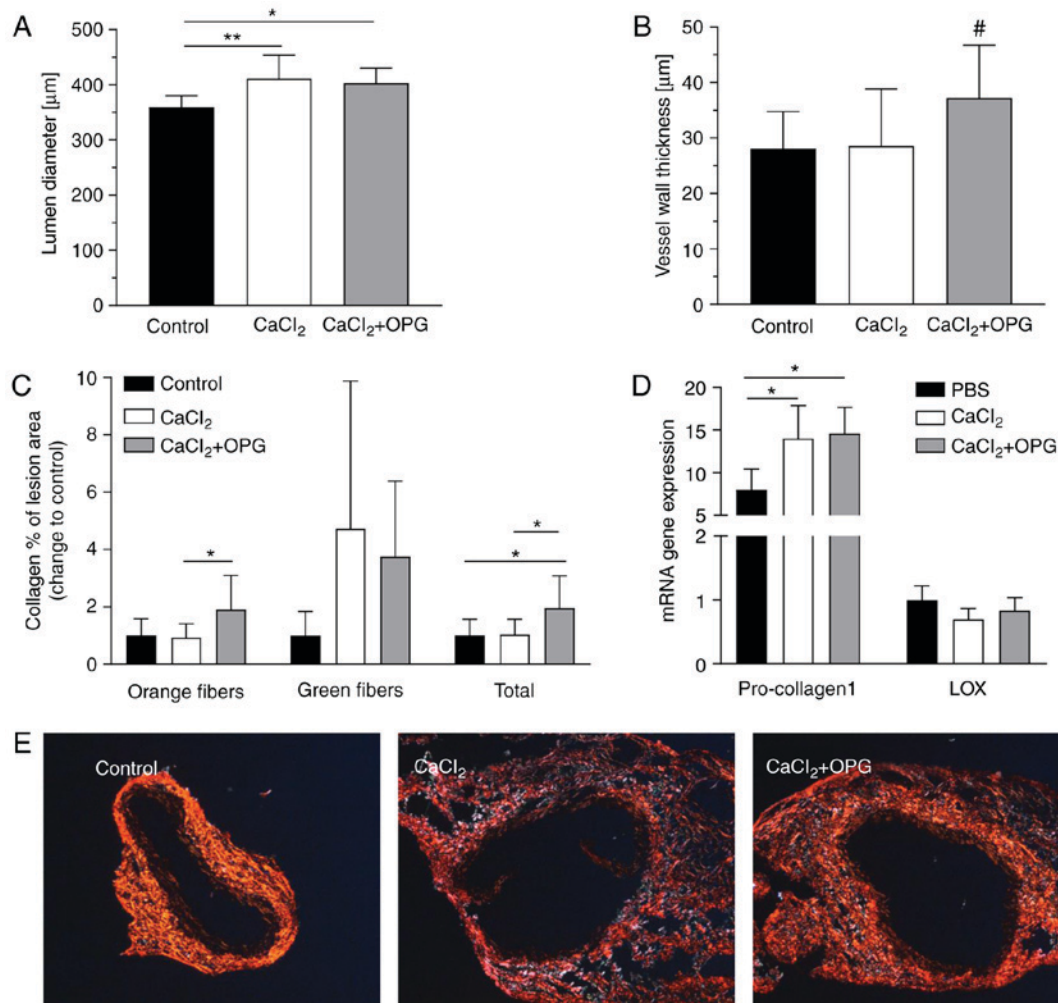 A
Lumen diameter [µm]
500
400
300
200
100
0
*
**
Control
CaCl₂
CaCl₂+OPG
B
Vessel wall thickness [µm]
50
40
30
20
10
0
#
Control
CaCl₂
CaCl₂+OPG
C
Collagen % of lesion area
(change to control)
10
8
6
4
2
0
Control
CaCl₂
CaCl₂+OPG
*
*
*
Orange fibers
Green fibers
Total
D
mRNA gene expression
20
15
10
5
2
1
0
*
*
PBS
CaCl₂
CaCl₂+OPG
Pro-collagen1
LOX
E
Control
CaCl₂
CaCl₂+OPG